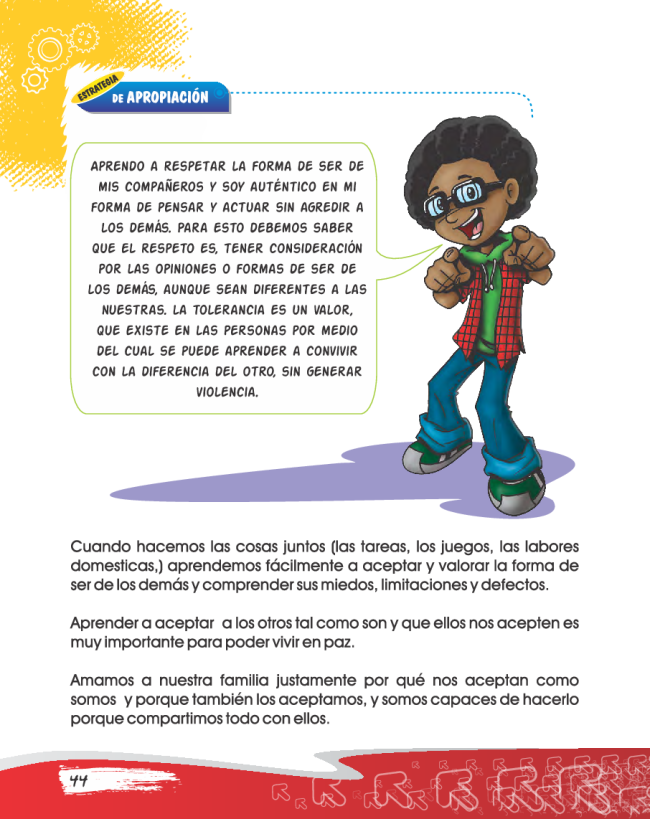 ESTRATEGIA
DE APROPIACIÓN
APRENDO A RESPETAR LA FORMA DE SER DE
MIS COMPAÑEROS Y SOY AUTÉNTICO EN MI
FORMA DE PENSAR Y ACTUAR SIN AGREDIR A
LOS DEMÁS. PARA ESTO DEBEMOS SABER
QUE EL RESPETO ES, TENER CONSIDERACIÓN
POR LAS OPINIONES O FORMAS DE SER DE
LOS DEMÁS, AUNQUE SEAN DIFERENTES A LAS
NUESTRAS. LA TOLERANCIA ES UN VALOR,
QUE EXISTE EN LAS PERSONAS POR MEDIO
DEL CUAL SE PUEDE APRENDER A CONVIVIR
CON LA DIFERENCIA DEL OTRO, SIN GENERAR
VIOLENCIA.
Cuando hacemos las cosas juntos (las tareas, los juegos, las labores
domesticas,) aprendemos fácilmente a aceptar y valorar la forma de
ser de los demás y comprender sus miedos, limitaciones y defectos.
Aprender a aceptar a los otros tal como son y que ellos nos acepten es
muy importante para poder vivir en paz.
Amamos a nuestra familia justamente por qué nos aceptan como
somos y porque también los aceptamos, y somos capaces de hacerlo
porque compartimos todo con ellos.
44